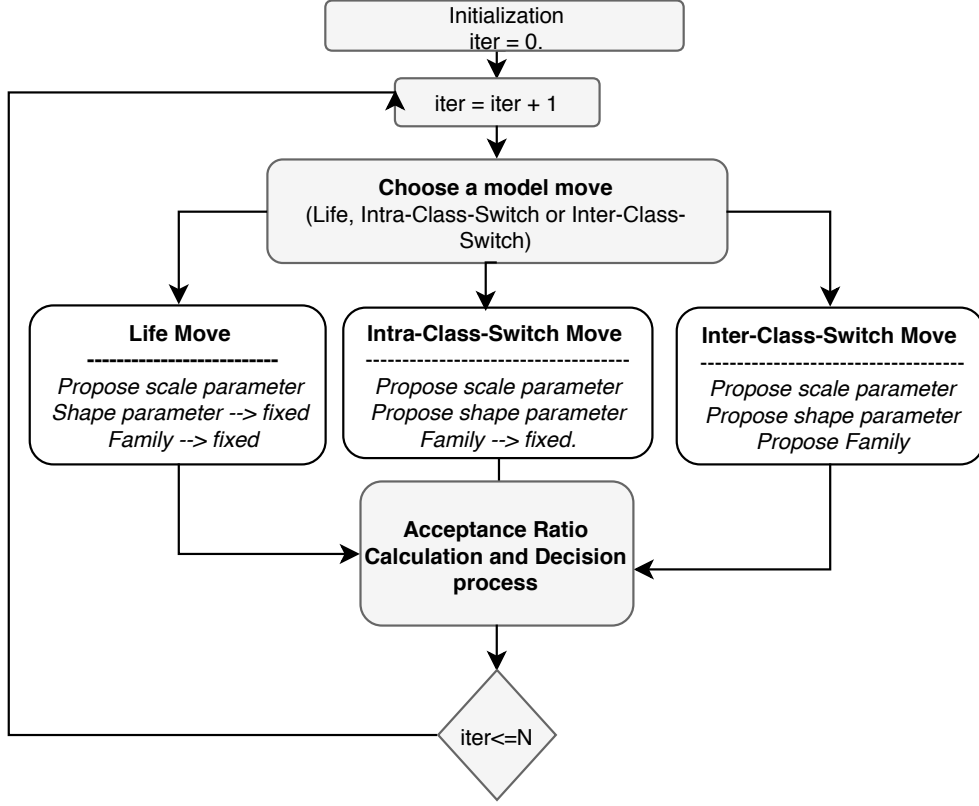 Initialization
iter = 0.
iter = iter + 1
Choose a model move
(Life, Intra-Class-Switch or Inter-Class-
Switch)
Life Move
----------------------------
Propose scale parameter
Shape parameter --> fixed
Family --> fixed
Intra-Class-Switch Move
---------------------------------------
Propose scale parameter
Propose shape parameter
Family --> fixed.
Inter-Class-Switch Move
---------------------------------------
Propose scale parameter
Propose shape parameter
Propose Family
Acceptance Ratio
Calculation and Decision
process
iter<=N